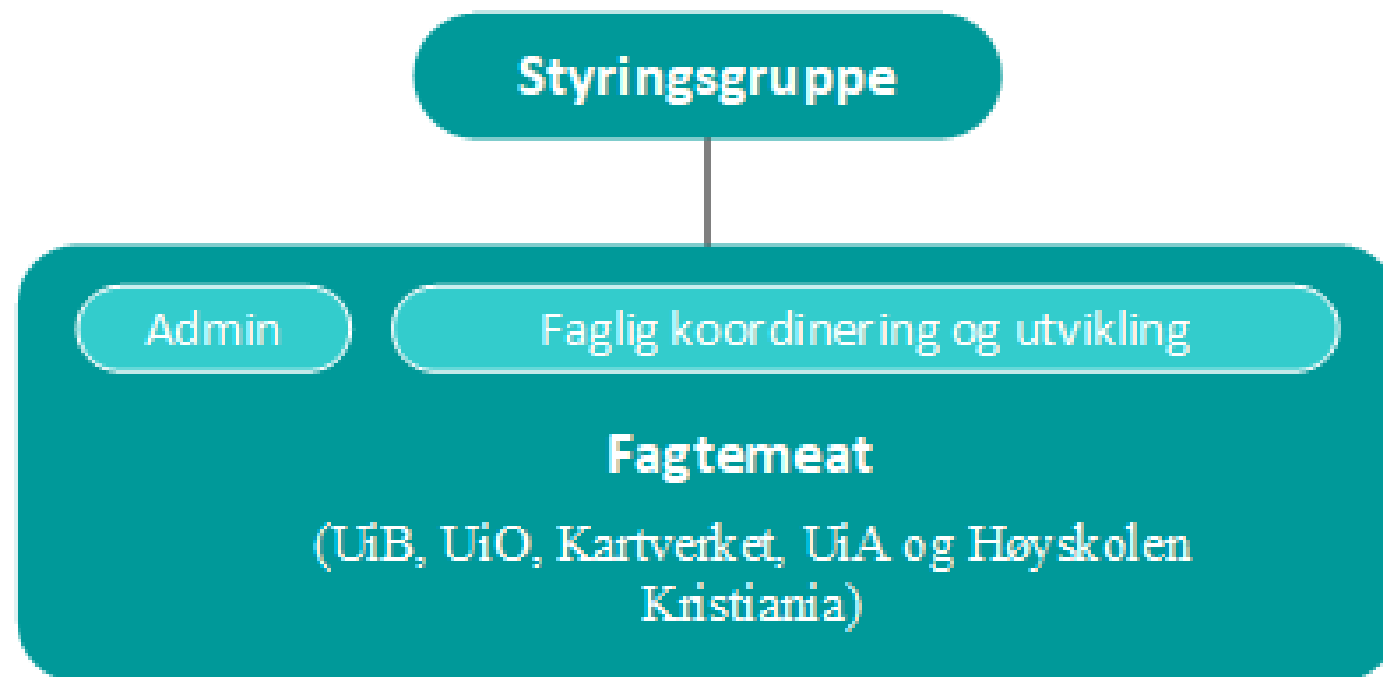 Styringsgruppe
Admin
Faglig koordinering og utvikling
Fagtemeat
(UiB, UiO, Kartverket, UiA og Høyskolen
Kristiania)